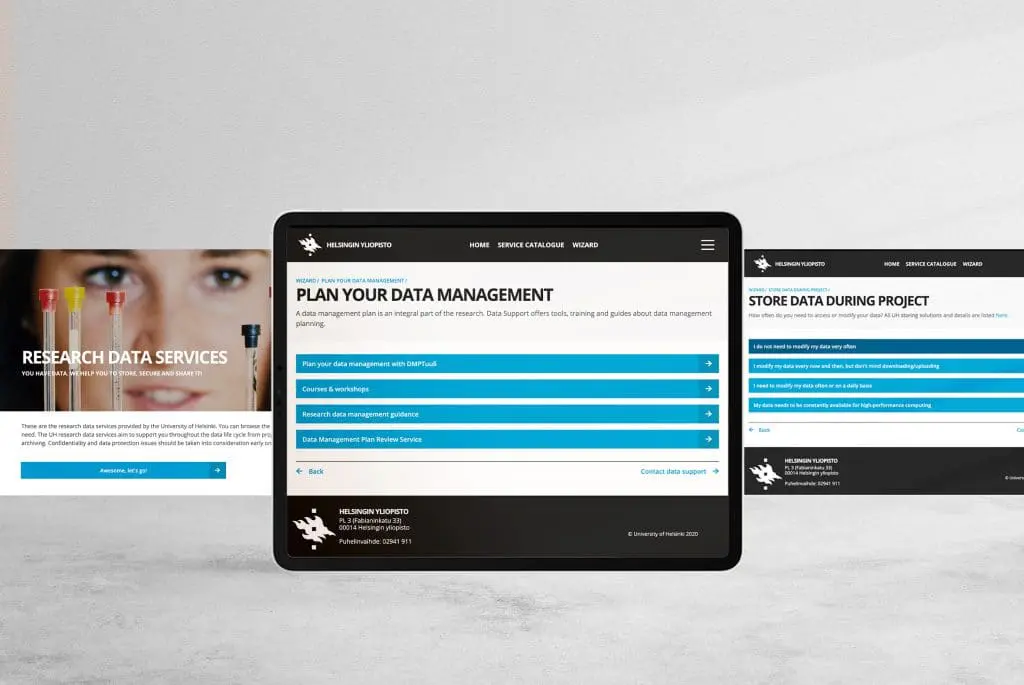 RESEARCH DATA SERVICES
YOU HAVE DATA. WE HELP YOU TO STORE, SECURE AND SHARE IT!
These are the research data services provided by the University of Helsinki. You can browse the
need. The UH research data services aim to support you throughout the data life cycle from
archiving. Confidentiality and data protection issues should be taken into consideration early on
Awesome, let's go!
HELSINGIN YLIOPISTO
HOME SERVICE CATALOGUE WIZARD
WIZARD / PLAN YOUR DATA MANAGEMENT /
PLAN YOUR DATA MANAGEMENT
A data management plan is an integral part of the research. Data Support offers tools, training and guides about data management
planning.
Plan your data management with DMPTuuli
Courses & workshops
Research data management guidance
Data Management Plan Review Service
Back
Contact data support
HELSINGIN YLIOPISTO
PL 3 (Fabianinkatu 33)
00014 Helsingin yliopisto
Puhelinvaihde: 02941 911
© University of Helsinki 2020
HELSINGIN YLIOPISTO
HOME SERVICE CATALOGUE WIZARD
WIZARD / STORE DATA DURING PROJECT /
STORE DATA DURING PROJECT
How often do you need to access or modify your data? All UH storing solutions and details are listed here.
I do not need to modify my data very often
I modify my data every now and then, but don't mind downloading/uploading
I need to modify my data often or on a daily basis
My data needs to be constantly available for high-performance computing
Back
HELSINGIN YLIOPISTO
PL 3 (Fabianinkatu 33)
00014 Helsingin yliopisto
Puhelinvaihde: 02941 911